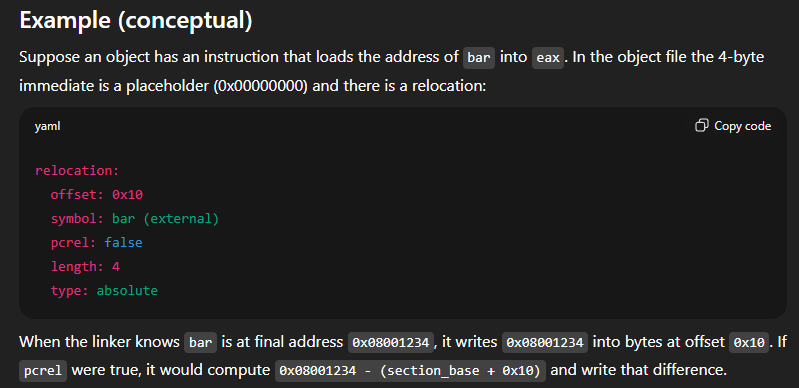 Example (conceptual)
Suppose an object has an instruction that loads the address of bar into eax. In the object file the 4-byte
immediate is a placeholder (0x00000000) and there is a relocation:
yaml
Copy code
relocation:
  offset: 0x10
  symbol: bar (external)
  pcrel: false
  length: 4
  type: absolute
When the linker knows bar is at final address 0x08001234, it writes 0x08001234 into bytes at offset 0x10. If
pcrel were true, it would compute 0x08001234 - (section_base + 0x10) and write that difference.